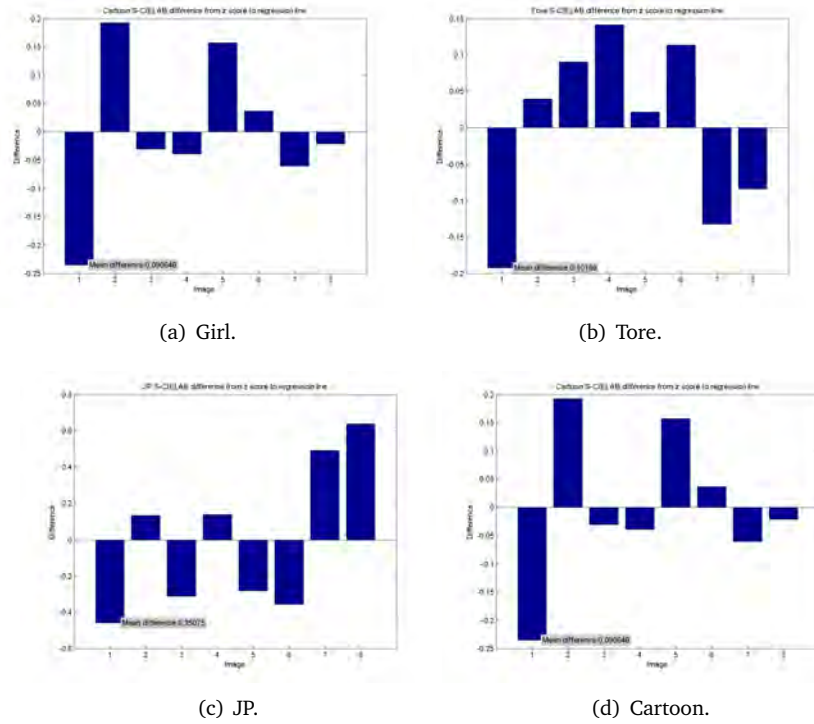 Cartoon S-CIELAB difference from z score to regression line
0.2
0.15
0.1
0.05
0
-0.05
-0.1
-0.15
-0.2
-0.25
Difference
Mean difference:0.090648
1 2 3 4 5 6 7 8
Image
(a) Girl.
Tore S-CIELAB difference from z score to regression line
0.15
0.1
0.05
0
-0.05
-0.1
-0.15
-0.2
Difference
Mean difference
1 2 3 4 5 6 7 8
Image
(b) Tore.
JP S-CIELAB difference from z score to regression line
0.8
0.6
0.4
0.2
0
-0.2
-0.4
-0.6
Difference
Mean difference:0.35075
1 2 3 4 5 6 7 8
Image
(c) JP.
Cartoon S-CIELAB difference from z score to regression line
0.2
0.15
0.1
0.05
0
-0.05
-0.1
-0.15
-0.2
-0.25
Difference
Mean difference:0.090648
1 2 3 4 5 6 7 8
Image
(d) Cartoon.